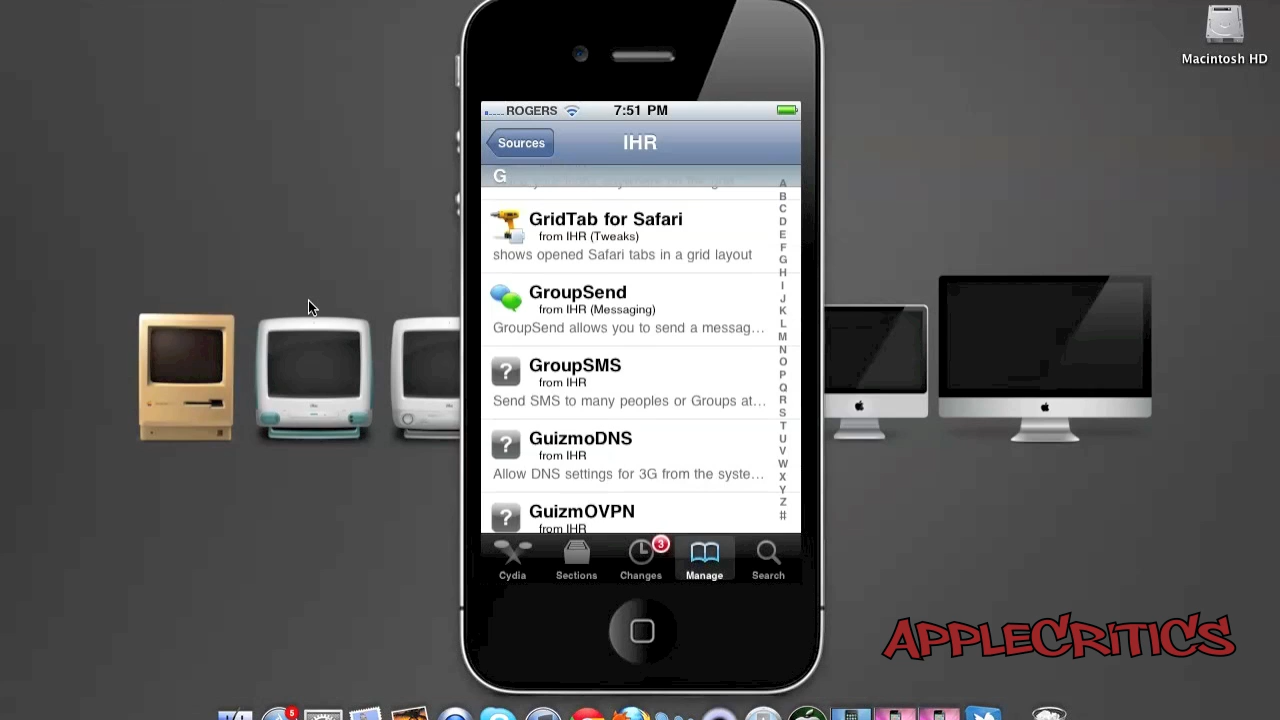 Macintosh HD
ROGERS 7:51 PM
Sources IHR
G
GridTab for Safari
from IHR (Tweaks)
shows opened Safari tabs in a grid layout
GroupSend
from IHR (Messaging)
GroupSend allows you to send a messag...
GroupSMS
from IHR
Send SMS to many peoples or Groups at...
GuizmoDNS
from IHR
Allow DNS settings for 3G from the syste...
GuizmOVPN
from IHR
A
B
C
D
E
F
G
H
I
J
K
L
M
N
O
P
Q
R
S
T
U
V
W
X
Y
Z
#
3
Cydia Sections Changes Manage Search
APPLECRITICS
5